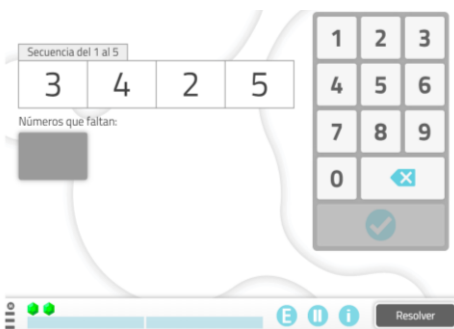 Secuencia del 1 al 5
3 4 2 5
Números que faltan:
1 2 3
4 5 6
7 8 9
0
E i
Resolver